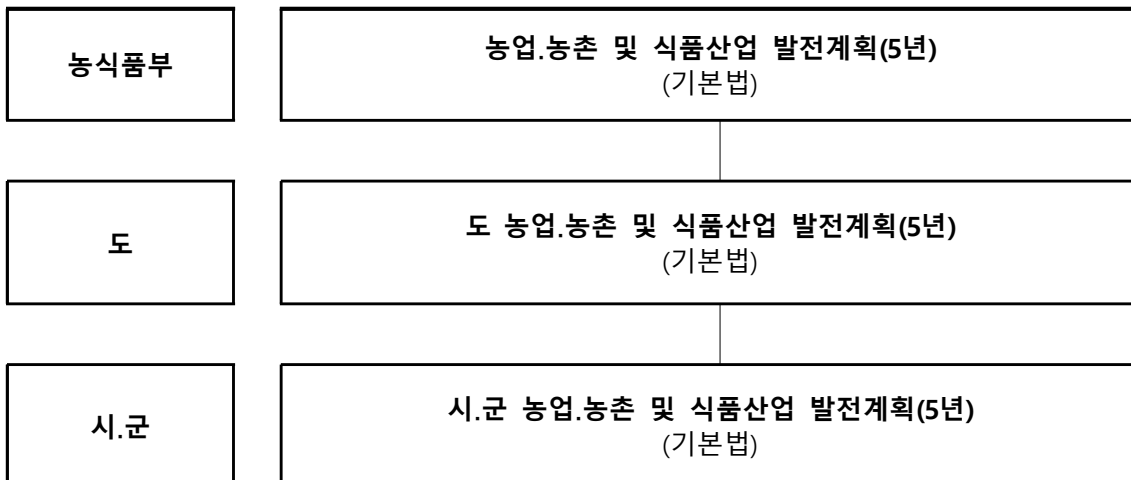 농식품부
농업.농촌 및 식품산업 발전계획(5년)
(기본법)
도
도 농업.농촌 및 식품산업 발전계획(5년)
(기본법)
시.군
시.군 농업.농촌 및 식품산업 발전계획(5년)
(기본법)